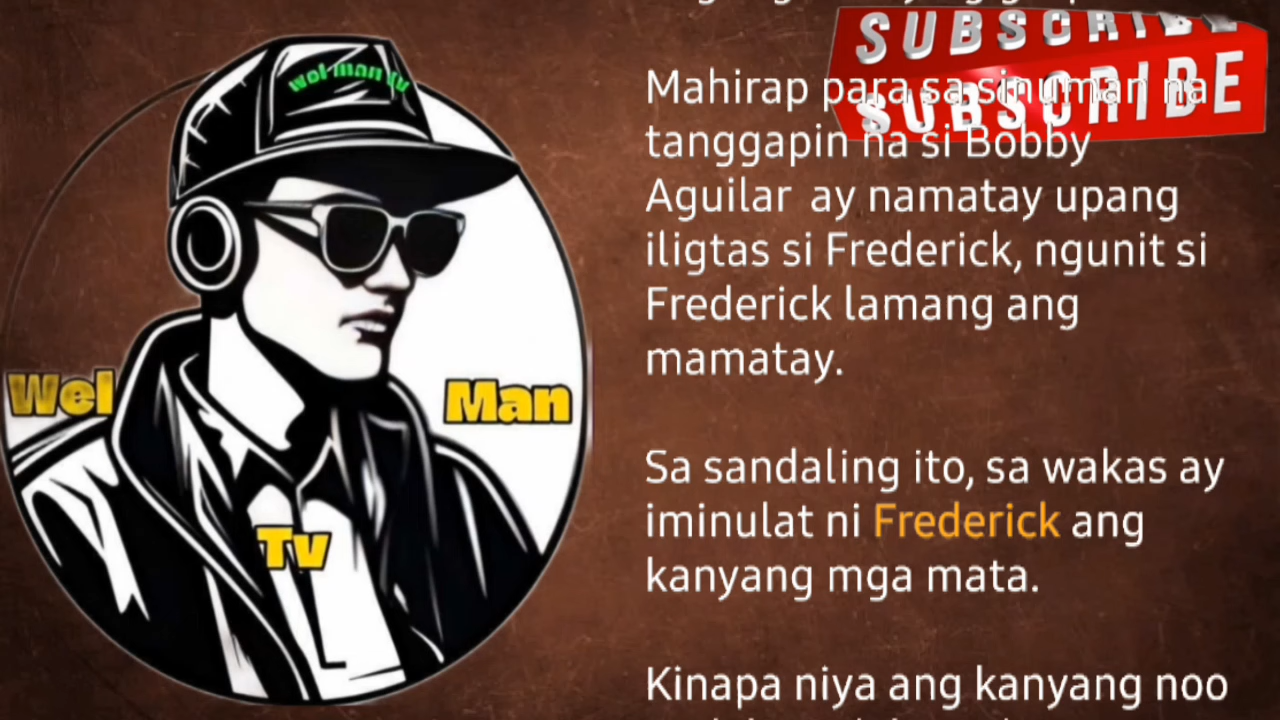 wel man tv
Wel
Man
Tv
SUBSCRIBE
SUBSCRIBE
Mahirap para sa sinuman na
tanggapin na si Bobby
Aguilar ay namatay upang
iligtas si Frederick, ngunit si
Frederick lamang ang
mamatay.
Sa sandaling ito, sa wakas ay
iminulat ni Frederick ang
kanyang mga mata.
Kinapa niya ang kanyang noo